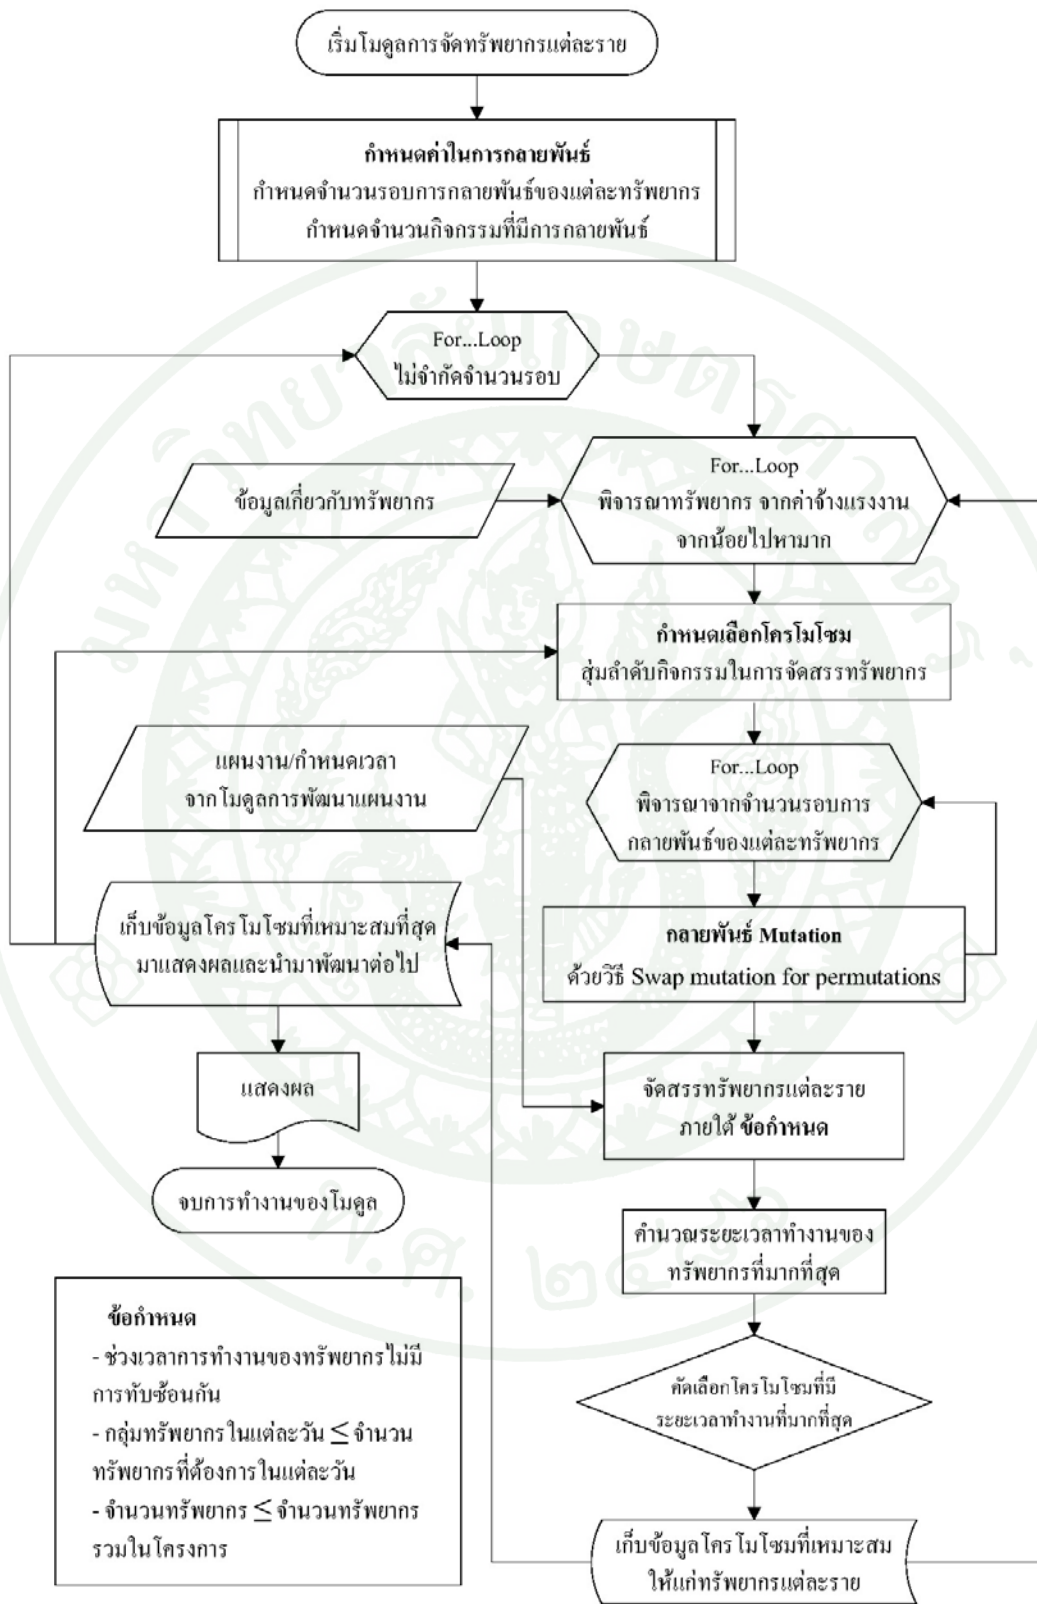 เริ่มโมดูลการจัดทรัพยากรแต่ละราย
กำหนดค่าในการกลายพันธ์
กำหนดจำนวนรอบการกลายพันธ์ของแต่ละทรัพยากร
กำหนดจำนวนกิจกรรมที่มีการกลายพันธ์
For...Loop
ไม่จำกัดจำนวนรอบ
For...Loop
พิจารณาทรัพยากร จากค่าจ้างแรงงาน
จากน้อยไปหามาก
ข้อมูลเกี่ยวกับทรัพยากร
กำหนดเลือกโครโมโซม
สุ่มลำดับกิจกรรมในการจัดสรรทรัพยากร
แผนงาน/กำหนดเวลา
จากโมดูลการพัฒนาแผนงาน
For...Loop
พิจารณาจากจำนวนรอบการ
กลายพันธ์ของแต่ละทรัพยากร
เก็บข้อมูลโครโมโซมที่เหมาะสมที่สุด
มาแสดงผลและนำมาพัฒนาต่อไป
กลายพันธ์ Mutation
ด้วยวิธี Swap mutation for permutations
แสดงผล
จัดสรรทรัพยากรแต่ละราย
ภายใต้ ข้อกำหนด
จบการทำงานของโมดูล
คำนวณระยะเวลาทำงานของ
ทรัพยากรที่มากที่สุด
ข้อกำหนด
- ช่วงเวลาการทำงานของทรัพยากรไม่มี
การทับซ้อนกัน
- กลุ่มทรัพยากรในแต่ละวัน ≤ จำนวน
ทรัพยากรที่ต้องการในแต่ละวัน
- จำนวนทรัพยากร ≤ จำนวนทรัพยากร
รวมในโครงการ
คัดเลือกโครโมโซมที่มี
ระยะเวลาทำงานที่มากที่สุด
เก็บข้อมูลโครโมโซมที่เหมาะสม
ให้แก่ทรัพยากรแต่ละราย
มหาวิทยาลัยเกษตรศาสตร์
พ.ศ. ๒๔๘๖